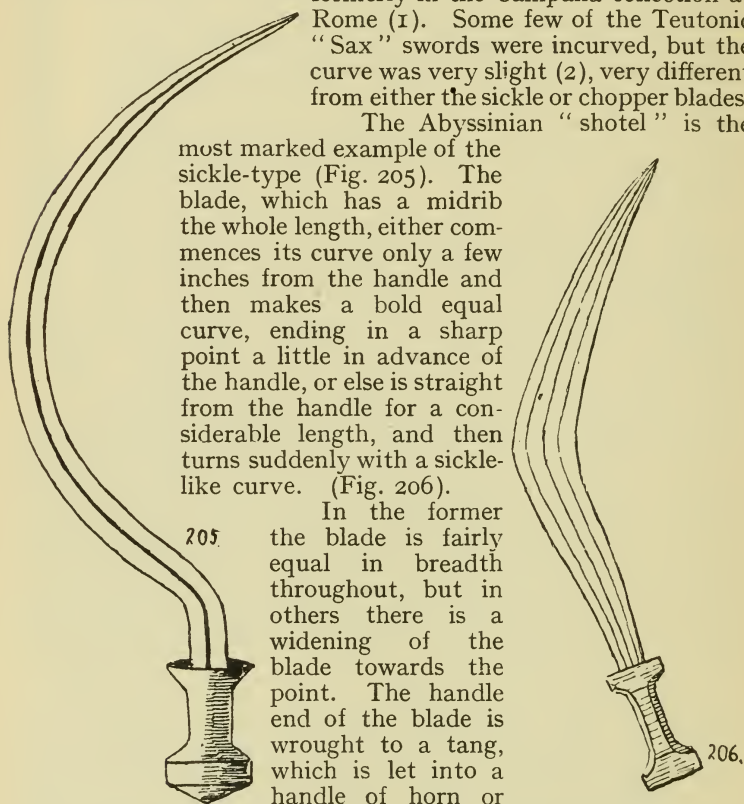 Rome (1). Some few of the Teutonic
“Sax” swords were incurved, but the
curve was very slight (2), very different
from either the sickle or chopper blades
The Abyssinian “shotel” is the
most marked example of the
sickle-type (Fig. 205). The
blade, which has a midrib
the whole length, either com-
mences its curve only a few
inches from the handle and
then makes a bold equal
curve, ending in a sharp
point a little in advance of
the handle, or else is straight
from the handle for a con-
siderable length, and then
turns suddenly with a sickle-
like curve. (Fig. 206).
In the former
205.
the blade is fairly
equal in breadth
throughout, but in
others there is a
widening of the
blade towards the
point. The handle
end of the blade is
wrought to a tang,
which is let into a
handle of horn or
206.